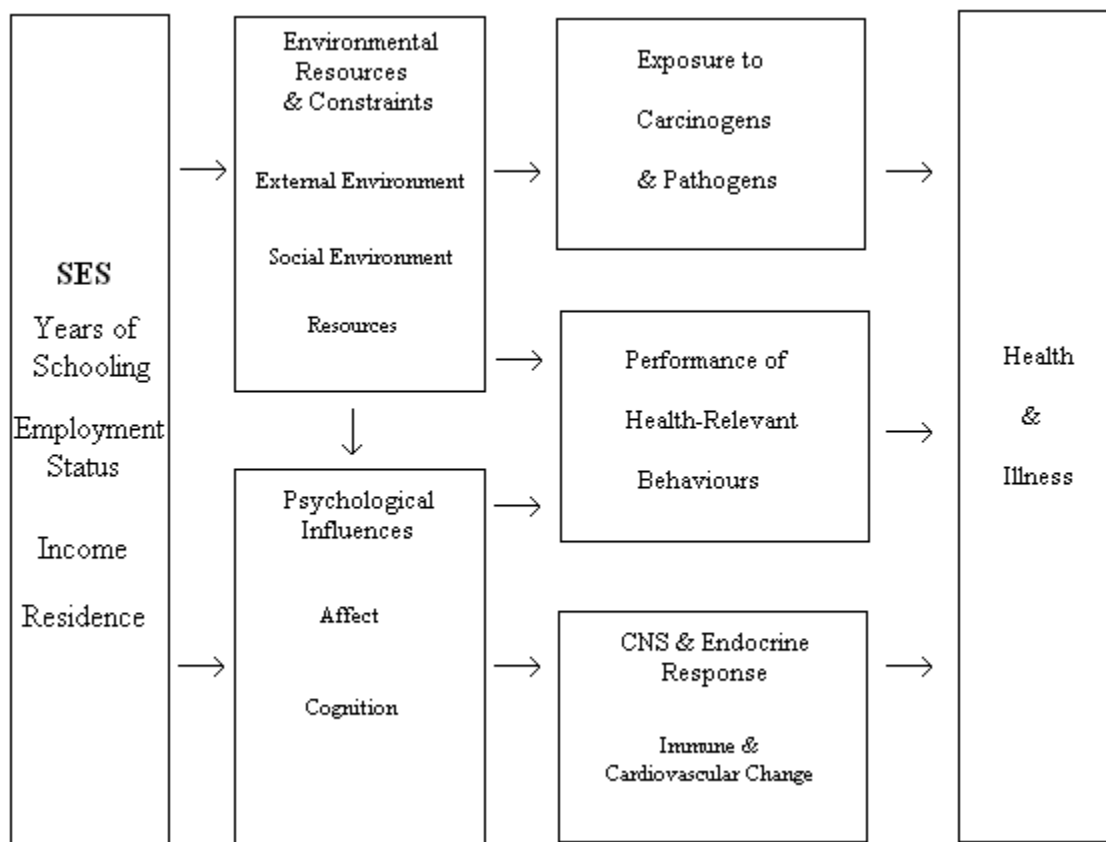 SES
Years of
Schooling
Employment
Status
Income
Residence
Environmental
Resources
& Constraints
External Environment
Social Environment
Resources
Psychological
Influences
Affect
Cognition
Exposure to
Carcinogens
& Pathogens
Performance of
Health-Relevant
Behaviours
CNS & Endocrine
Response
Immune &
Cardiovascular Change
Health
&
Illness